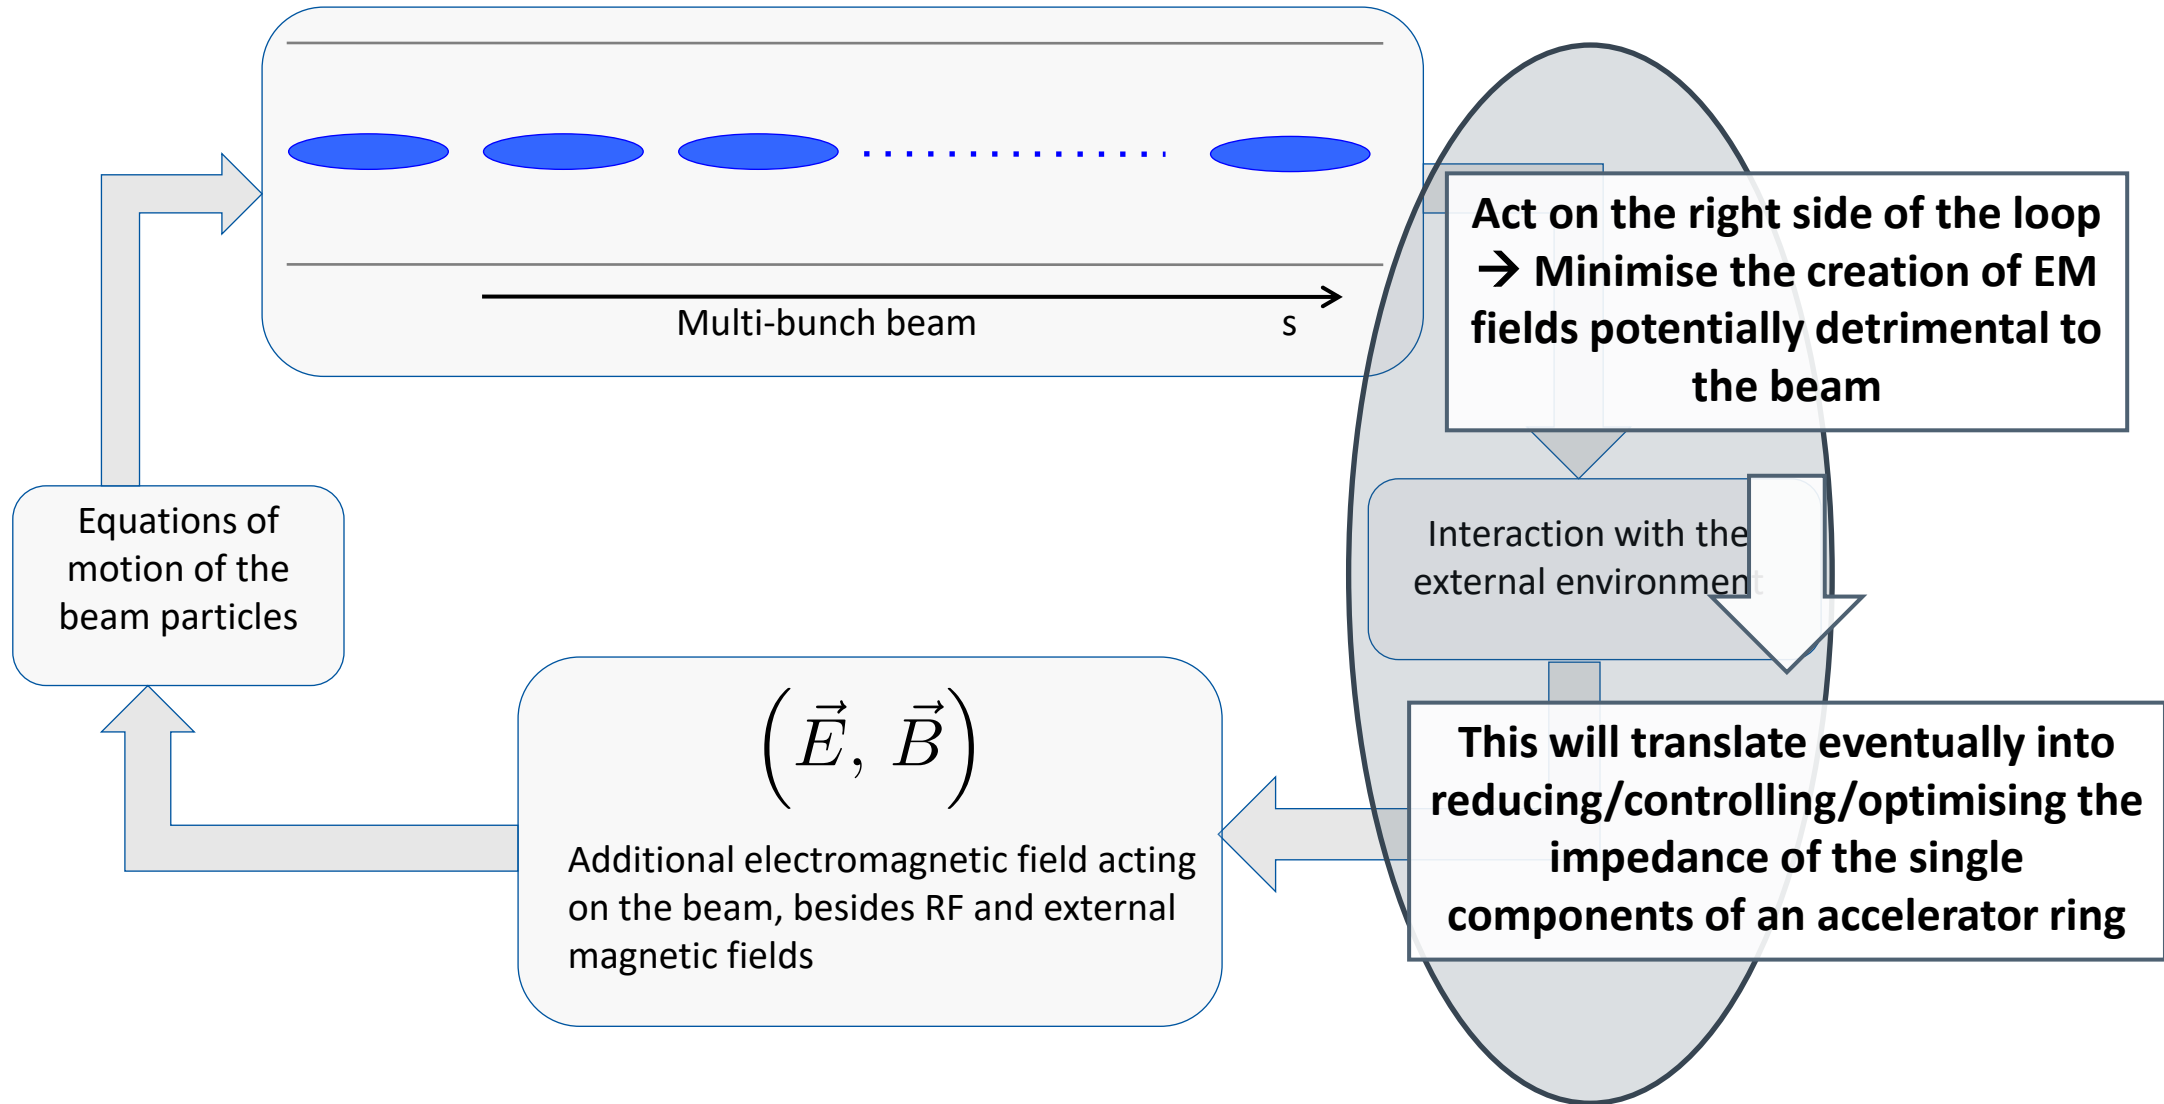 Multi-bunch beam
s
Act on the right side of the loop
→ Minimise the creation of EM
fields potentially detrimental to
the beam
Equations of
motion of the
beam particles
Interaction with the
external environment
(E⃗, B⃗)
Additional electromagnetic field acting
on the beam, besides RF and external
magnetic fields
This will translate eventually into
reducing/controlling/optimising the
impedance of the single
components of an accelerator ring